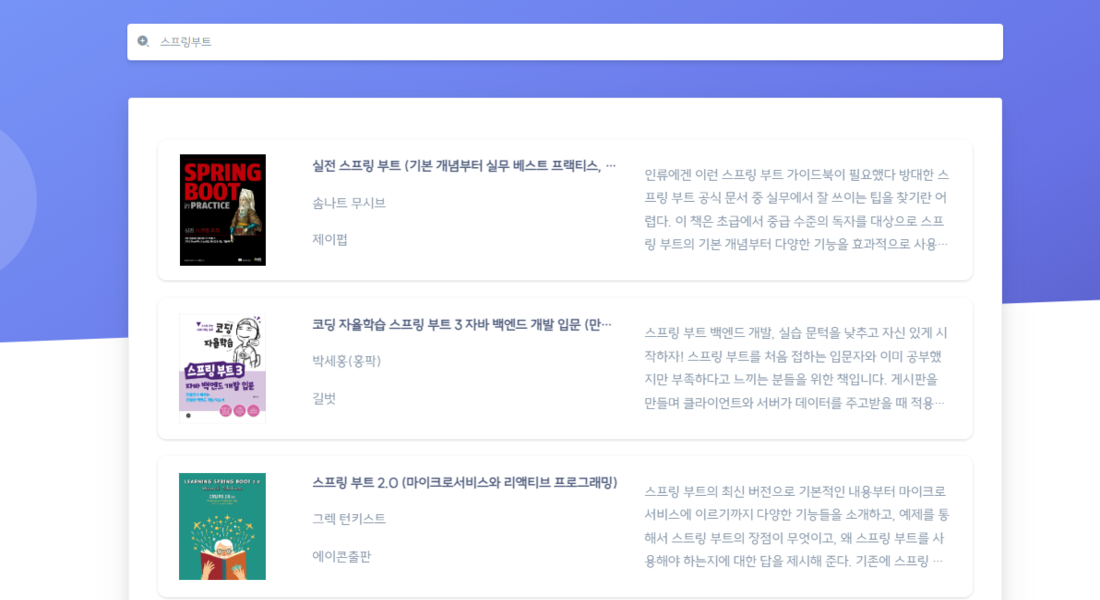 스프링부트
SPRING
BOOT
in PRACTICE
실전 스프링 부트
실전 스프링 부트 (기본 개념부터 실무 베스트 프랙티스, ...
솜나트 무시브
제이펍
인류에겐 이런 스프링 부트 가이드북이 필요했다 방대한 스
프링 부트 공식 문서 중 실무에서 잘 쓰이는 팁을 찾기란 어
렵다. 이 책은 초급에서 중급 수준의 독자를 대상으로 스프
링 부트의 기본 개념부터 다양한 기능을 효과적으로 사용...
코딩
자율학습
스프링 부트 3
자바 백엔드 개발 입문
코딩 자율학습 스프링 부트 3 자바 백엔드 개발 입문 (만...
박세홍(홍팍)
길벗
스프링 부트 백엔드 개발, 실습 문턱을 낮추고 자신 있게 시
작하자! 스프링 부트를 처음 접하는 입문자와 이미 공부했
지만 부족하다고 느끼는 분들을 위한 책입니다. 게시판을
만들며 클라이언트와 서버가 데이터를 주고받을 때 적용...
LEARNING SPRING BOOT 2.0
스프링 부트 2.0 (마이크로서비스와 리액티브 프로그래밍)
그렉 턴키스트
에이콘출판
스프링 부트의 최신 버전으로 기본적인 내용부터 마이크로
서비스에 이르기까지 다양한 기능들을 소개하고, 예제를 통
해서 스트링 부트의 장점이 무엇이고, 왜 스프링 부트를 사
용해야 하는지에 대한 답을 제시해 준다. 기존에 스프링 ...